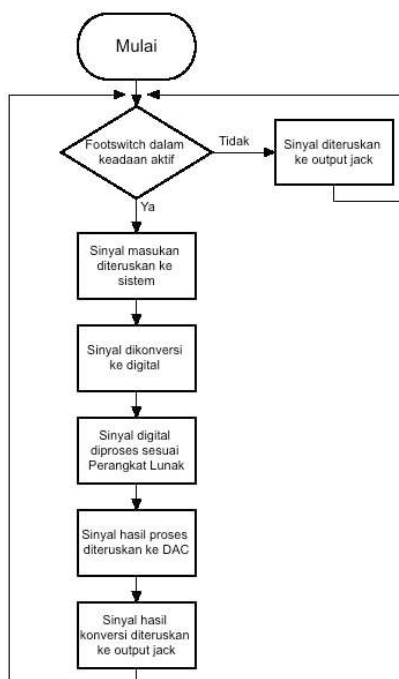 Mulai
Footswitch dalam
keadaan aktif
Tidak
Sinyal diteruskan
ke output jack
Ya
Sinyal masukan
diteruskan ke
sistem
Sinyal dikonversi
ke digital
Sinyal digital
diproses sesuai
Perangkat Lunak
Sinyal hasil proses
diteruskan ke DAC
Sinyal hasil
konversi diteruskan
ke output jack